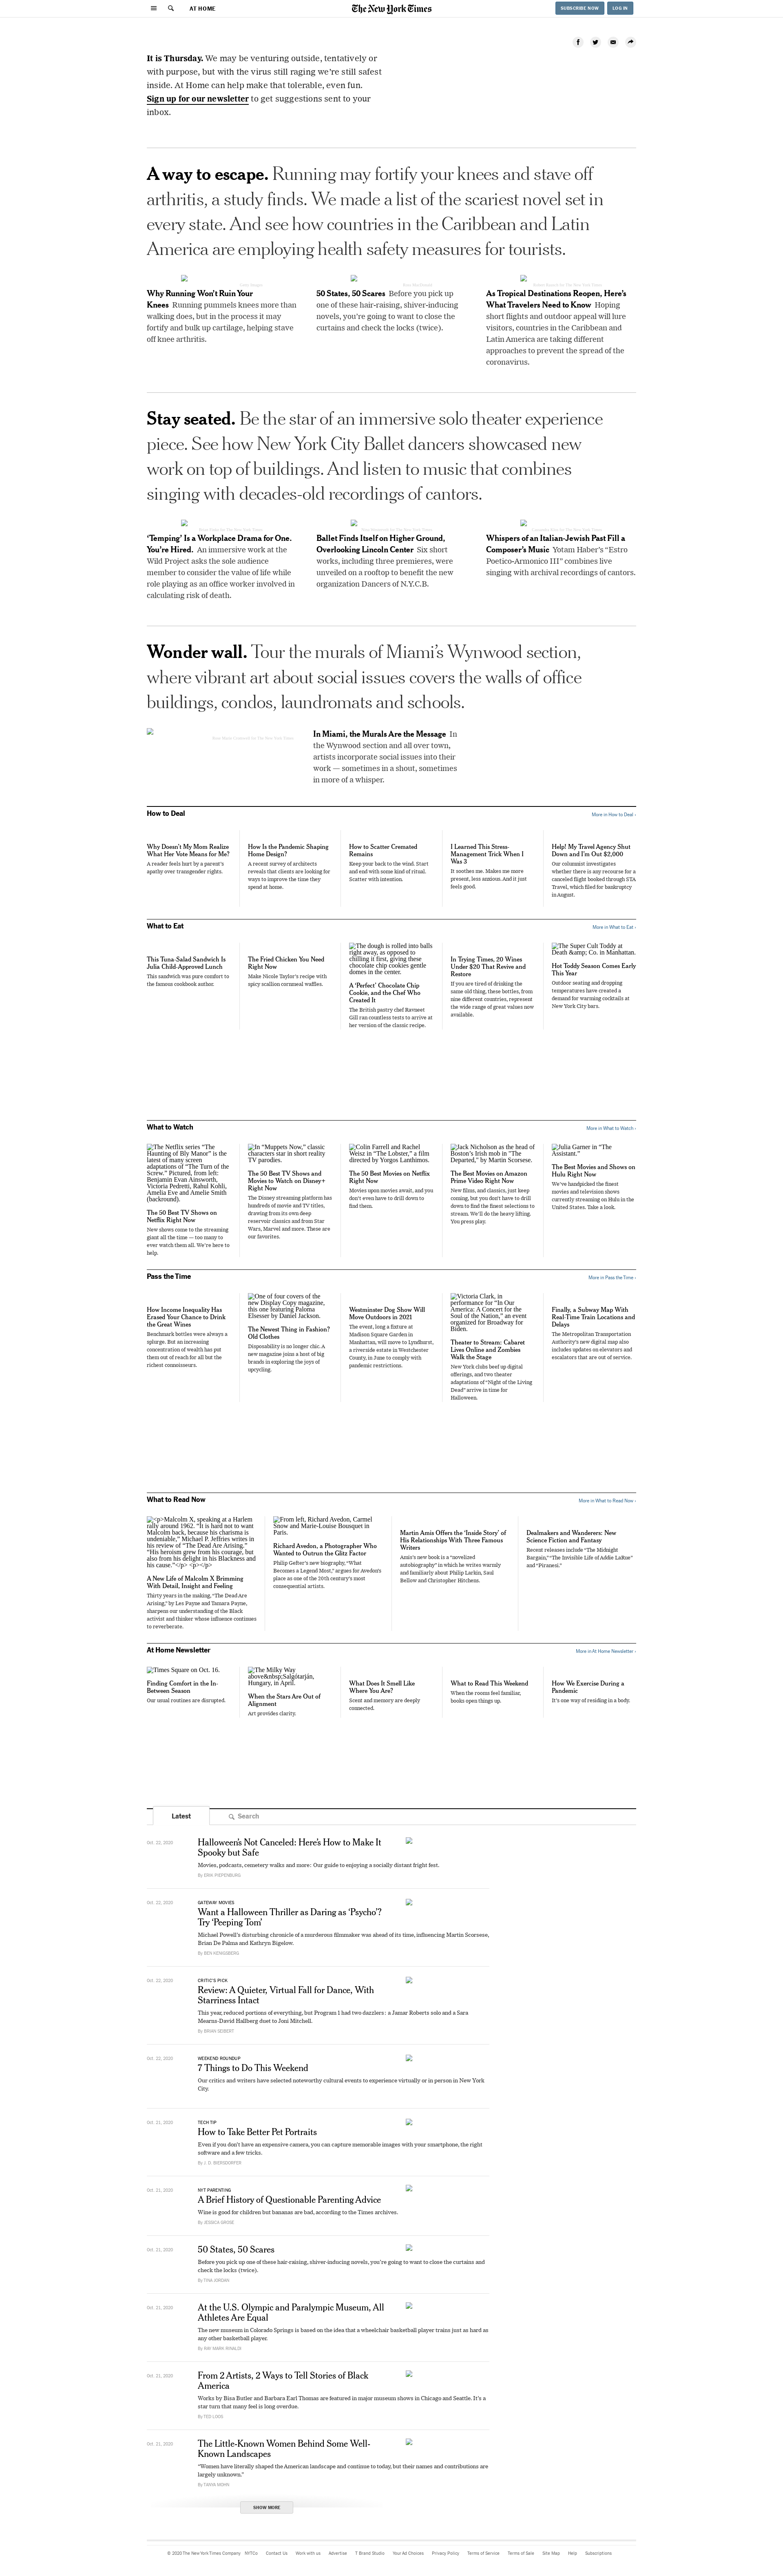 AT HOME
The New York Times
SUBSCRIBE NOW
LOG IN
It is Thursday. We may be venturing outside, tentatively or
with purpose, but with the virus still raging we're still safest
inside. At Home can help make that tolerable, even fun.
Sign up for our newsletter to get suggestions sent to your
inbox.
A way to escape. Running may fortify your knees and stave off
arthritis, a study finds. We made a list of the scariest novel set in
every state. And see how countries in the Caribbean and Latin
America are employing health safety measures for tourists.
Why Running Won't Ruin Your
Knees Running pummels knees more than
walking does, but in the process it may
fortify and bulk up cartilage, helping stave
off knee arthritis.
50 States, 50 Scares Before you pick up
one of these hair-raising, shiver-inducing
novels, you're going to want to close the
curtains and check the locks (twice).
As Tropical Destinations Reopen, Here's
What Travelers Need to Know Hoping
short flights and outdoor appeal will lure
visitors, countries in the Caribbean and
Latin America are taking different
approaches to prevent the spread of the
coronavirus.
Stay seated. Be the star of an immersive solo theater experience
piece. See how New York City Ballet dancers showcased new
work on top of buildings. And listen to music that combines
singing with decades-old recordings of cantors.
'Temping' Is a Workplace Drama for One.
You're Hired. An immersive work at the
Wild Project asks the sole audience
member to consider the value of life while
role playing as an office worker involved in
calculating risk of death.
Ballet Finds Itself on Higher Ground,
Overlooking Lincoln Center Six short
works, including three premieres, were
unveiled on a rooftop to benefit the new
organization Dancers of N.Y.C.B.
Whispers of an Italian-Jewish Past Fill a
Composer's Music Yotam Haber's “Estro
Poetico-Armonico III” combines live
singing with archival recordings of cantors.
Wonder wall. Tour the murals of Miami's Wynwood section,
where vibrant art about social issues covers the walls of office
buildings, condos, laundromats and schools.
In Miami, the Murals Are the Message In
the Wynwood section and all over town,
artists incorporate social issues into their
work — sometimes in a shout, sometimes
in more of a whisper.
How to Deal
More in How to Deal ›
Why Doesn't My Mom Realize
What Her Vote Means for Me?
A reader feels hurt by a parent's
apathy over transgender rights.
How Is the Pandemic Shaping
Home Design?
A recent survey of architects
reveals that clients are looking for
ways to improve the time they
spend at home.
How to Scatter Cremated
Remains
Keep your back to the wind. Start
and end with some kind of ritual.
Scatter with intention.
I Learned This Stress-
Management Trick When I
Was 3
It soothes me. Makes me more
present, less anxious. And it just
feels good.
Help! My Travel Agency Shut
Down and I'm Out $2,000
Our columnist investigates
whether there is any recourse for a
canceled flight booked through STA
Travel, which filed for bankruptcy
in August.
What to Eat
More in What to Eat ›
This Tuna-Salad Sandwich Is
Julia Child-Approved Lunch
This sandwich was pure comfort to
the famous cookbook author.
The Fried Chicken You Need
Right Now
Make Nicole Taylor's recipe with
spicy scallion cornmeal waffles.
The dough is rolled into balls
right away, as opposed to
chilling it first, giving these
chocolate chip cookies gentle
domes in the center.
A 'Perfect' Chocolate Chip
Cookie, and the Chef Who
Created It
The British pastry chef Ravneet
Gill ran countless tests to arrive at
her version of the classic recipe.
In Trying Times, 20 Wines
Under $20 That Revive and
Restore
If you are tired of drinking the
same old thing, these bottles, from
nine different countries, represent
the wide range of great values now
available.
The Super Cult Toddy at
Death &amp; Co. in Manhattan.
Hot Toddy Season Comes Early
This Year
Outdoor seating and dropping
temperatures have created a
demand for warming cocktails at
New York City bars.
What to Watch
More in What to Watch ›
The Netflix series “The
Haunting of Bly Manor” is the
latest of many screen
adaptations of “The Turn of the
Screw.” Pictured, from left:
Benjamin Evan Ainsworth,
Victoria Pedretti, Rahul Kohli,
Amelia Eve and Amelie Smith
(backround).
The 50 Best TV Shows on
Netflix Right Now
New shows come to the streaming
giant all the time — too many to
ever watch them all. We're here to
help.
In “Muppets Now,” classic
characters star in short reality
TV parodies.
The 50 Best TV Shows and
Movies to Watch on Disney+
Right Now
The Disney streaming platform has
hundreds of movie and TV titles,
drawing from its own deep
reservoir classics and from Star
Wars, Marvel and more. These are
our favorites.
Colin Farrell and Rachel
Weisz in “The Lobster,” a film
directed by Yorgos Lanthimos.
The 50 Best Movies on Netflix
Right Now
Movies upon movies await, and you
don't even have to drill down to
find them.
Jack Nicholson as the head of
Boston's Irish mob in "The
Departed," by Martin Scorsese.
The Best Movies on Amazon
Prime Video Right Now
New films, and classics, just keep
coming, but you don't have to drill
down to find the finest selections to
stream. We'll do the heavy lifting.
You press play.
Julia Garner in “The
Assistant.”
The Best Movies and Shows on
Hulu Right Now
We've handpicked the finest
movies and television shows
currently streaming on Hulu in the
United States. Take a look.
Pass the Time
More in Pass the Time ›
How Income Inequality Has
Erased Your Chance to Drink
the Great Wines
Benchmark bottles were always a
splurge. But an increasing
concentration of wealth has put
them out of reach for all but the
richest connoisseurs.
One of four covers of the
new Display Copy magazine,
this one featuring Paloma
Elsesser by Daniel Jackson.
The Newest Thing in Fashion?
Old Clothes
Disposability is no longer chic. A
new magazine joins a host of big
brands in exploring the joys of
upcycling.
Westminster Dog Show Will
Move Outdoors in 2021
The event, long a fixture at
Madison Square Garden in
Manhattan, will move to Lyndhurst,
a riverside estate in Westchester
County, in June to comply with
pandemic restrictions.
Victoria Clark, in
performance for “In Our
America: A Concert for the
Soul of the Nation,” an event
organized for Broadway for
Biden.
Theater to Stream: Cabaret
Lives Online and Zombies
Walk the Stage
New York clubs beef up digital
offerings, and two theater
adaptations of “Night of the Living
Dead” arrive in time for
Halloween.
Finally, a Subway Map With
Real-Time Train Locations and
Delays
The Metropolitan Transportation
Authority's new digital map also
includes updates on elevators and
escalators that are out of service.
What to Read Now
More in What to Read Now ›
<p>Malcolm X, speaking at a Harlem
rally around 1962. “It is hard not to want
Malcolm back, because his charisma is
undeniable,” Michael P. Jeffries writes in
his review of “The Dead Are Arising.”
“His heroism grew from his courage, but
also from his delight in his Blackness and
his cause.”</p> <p></p>
A New Life of Malcolm X Brimming
With Detail, Insight and Feeling
Thirty years in the making, “The Dead Are
Arising,” by Les Payne and Tamara Payne,
sharpens our understanding of the Black
activist and thinker whose influence continues
to reverberate.
From left, Richard Avedon, Carmel
Snow and Marie-Louise Bousquet in
Paris.
Richard Avedon, a Photographer Who
Wanted to Outrun the Glitz Factor
Philip Gefter's new biography, “What
Becomes a Legend Most,” argues for Avedon's
place as one of the 20th century's most
consequential artists.
Martin Amis Offers the 'Inside Story' of
His Relationships With Three Famous
Writers
Amis's new book is a “novelized
autobiography” in which he writes warmly
and familiarly about Philip Larkin, Saul
Bellow and Christopher Hitchens.
Dealmakers and Wanderers: New
Science Fiction and Fantasy
Recent releases include “The Midnight
Bargain,” “The Invisible Life of Addie LaRue”
and “Piranesi.”
At Home Newsletter
More in At Home Newsletter ›
Times Square on Oct. 16.
Finding Comfort in the In-
Between Season
Our usual routines are disrupted.
The Milky Way
above&nbsp;Salgótarján,
Hungary, in April.
When the Stars Are Out of
Alignment
Art provides clarity.
What Does It Smell Like
Where You Are?
Scent and memory are deeply
connected.
What to Read This Weekend
When the rooms feel familiar,
books open things up.
How We Exercise During a
Pandemic
It's one way of residing in a body.
Latest
Search
Oct. 22, 2020
Halloween's Not Canceled: Here's How to Make It
Spooky but Safe
Movies, podcasts, cemetery walks and more: Our guide to enjoying a socially distant fright fest.
By ERIK PIEPENBURG
Oct. 22, 2020
GATEWAY MOVIES
Want a Halloween Thriller as Daring as 'Psycho'?
Try 'Peeping Tom'
Michael Powell's disturbing chronicle of a murderous filmmaker was ahead of its time, influencing Martin Scorsese,
Brian De Palma and Kathryn Bigelow.
By BEN KENIGSBERG
Oct. 22, 2020
CRITIC'S PICK
Review: A Quieter, Virtual Fall for Dance, With
Starriness Intact
This year, reduced portions of everything, but Program 1 had two dazzlers: a Jamar Roberts solo and a Sara
Mearns-David Hallberg duet to Joni Mitchell.
By BRIAN SEIBERT
Oct. 22, 2020
WEEKEND ROUNDUP
7 Things to Do This Weekend
Our critics and writers have selected noteworthy cultural events to experience virtually or in person in New York
City.
Oct. 21, 2020
TECH TIP
How to Take Better Pet Portraits
Even if you don't have an expensive camera, you can capture memorable images with your smartphone, the right
software and a few tricks.
By J. D. BIERSDORFER
Oct. 21, 2020
NYT PARENTING
A Brief History of Questionable Parenting Advice
Wine is good for children but bananas are bad, according to the Times archives.
By JESSICA GROSE
Oct. 21, 2020
50 States, 50 Scares
Before you pick up one of these hair-raising, shiver-inducing novels, you're going to want to close the curtains and
check the locks (twice).
By TINA JORDAN
Oct. 21, 2020
At the U.S. Olympic and Paralympic Museum, All
Athletes Are Equal
The new museum in Colorado Springs is based on the idea that a wheelchair basketball player trains just as hard as
any other basketball player.
By RAY MARK RINALDI
Oct. 21, 2020
From 2 Artists, 2 Ways to Tell Stories of Black
America
Works by Bisa Butler and Barbara Earl Thomas are featured in major museum shows in Chicago and Seattle. It's a
star turn that many feel is long overdue.
By TED LOOS
Oct. 21, 2020
The Little-Known Women Behind Some Well-
Known Landscapes
“Women have literally shaped the American landscape and continue to today, but their names and contributions are
largely unknown.”
By TANYA MOHN
SHOW MORE
© 2020 The New York Times Company
NYTCo
Contact Us
Work with us
Advertise
T Brand Studio
Your Ad Choices
Privacy Policy
Terms of Service
Terms of Sale
Site Map
Help
Subscriptions